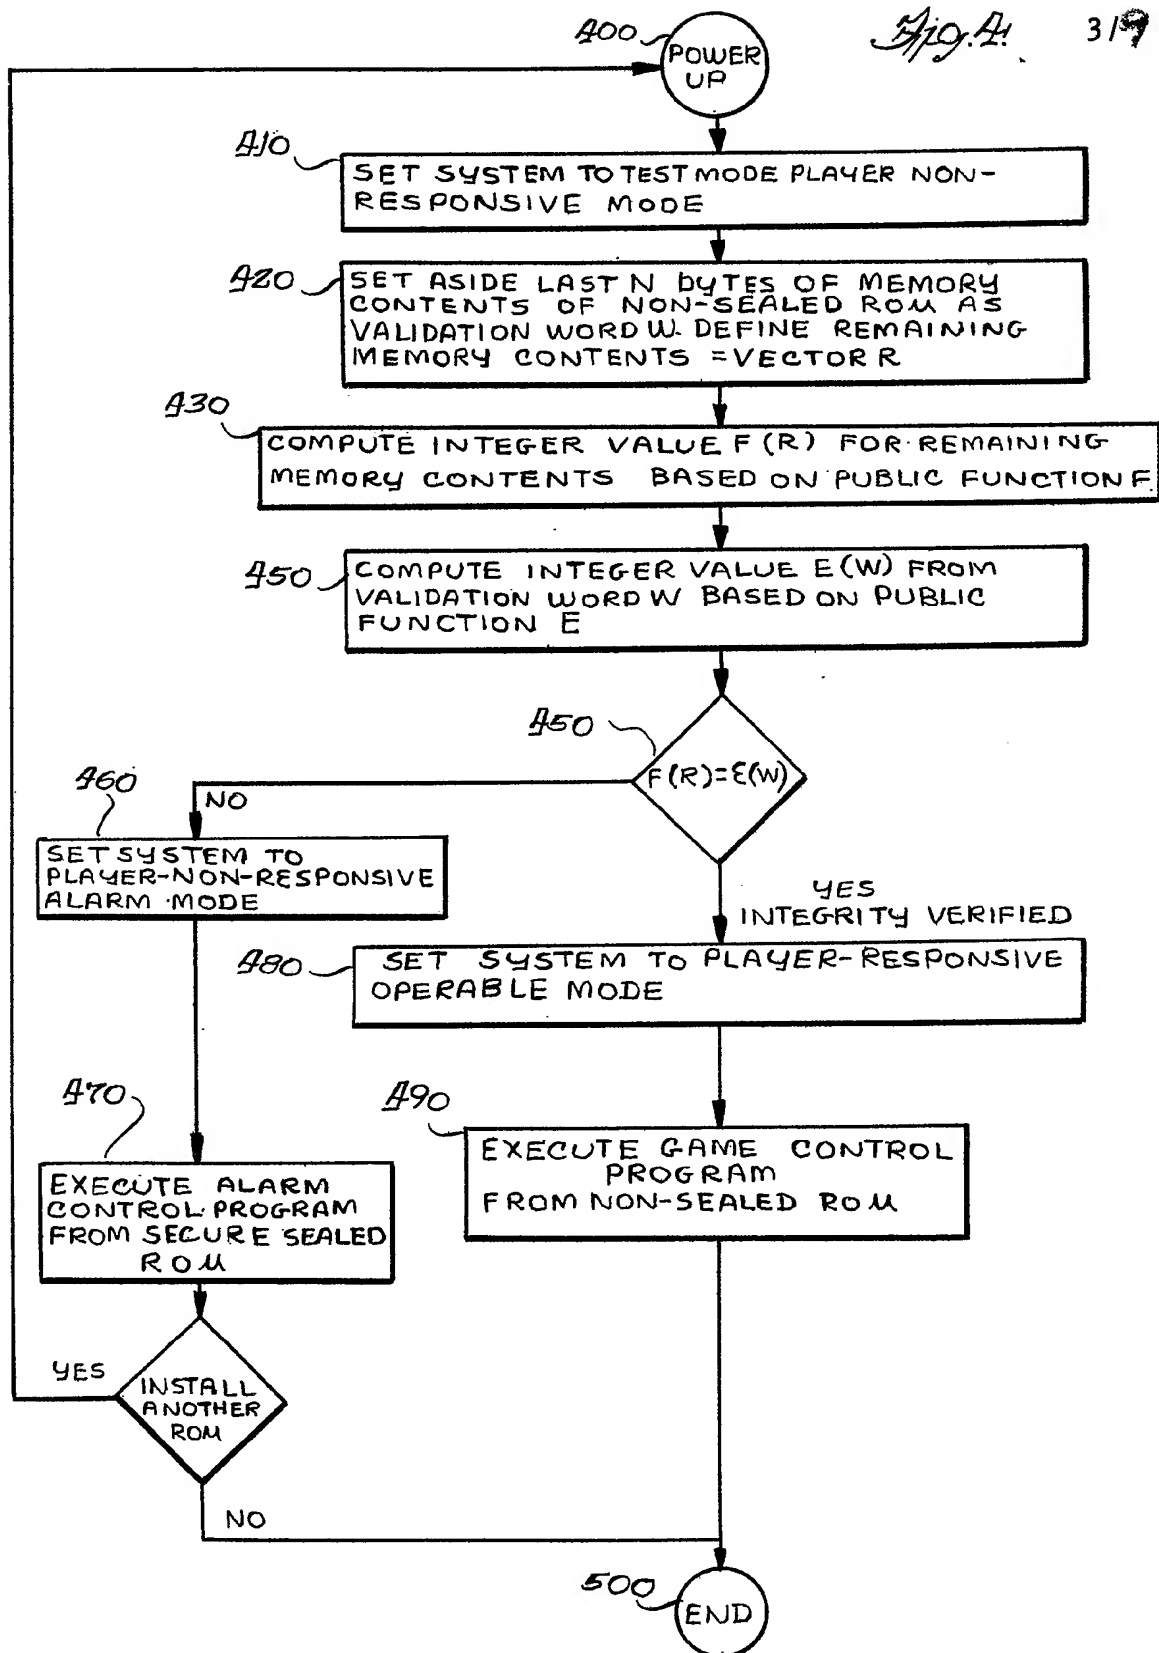 Fig. 4.
3/9
400
POWER
UP
410
SET SYSTEM TO TEST MODE PLAYER NON-
RESPONSIVE MODE
420
SET ASIDE LAST N BYTES OF MEMORY
CONTENTS OF NON-SEALED ROM AS
VALIDATION WORD W. DEFINE REMAINING
MEMORY CONTENTS = VECTOR R
430
COMPUTE INTEGER VALUE F(R) FOR REMAINING
MEMORY CONTENTS BASED ON PUBLIC FUNCTION F.
450
COMPUTE INTEGER VALUE E(W) FROM
VALIDATION WORD W BASED ON PUBLIC
FUNCTION E
450
F(R)=E(W)
NO
460
SET SYSTEM TO
PLAYER-NON-RESPONSIVE
ALARM MODE
YES
INTEGRITY VERIFIED
480
SET SYSTEM TO PLAYER-RESPONSIVE
OPERABLE MODE
470
EXECUTE ALARM
CONTROL PROGRAM
FROM SECURE SEALED
ROM
490
EXECUTE GAME CONTROL
PROGRAM
FROM NON-SEALED ROM
YES
INSTALL
ANOTHER
ROM
NO
500
END